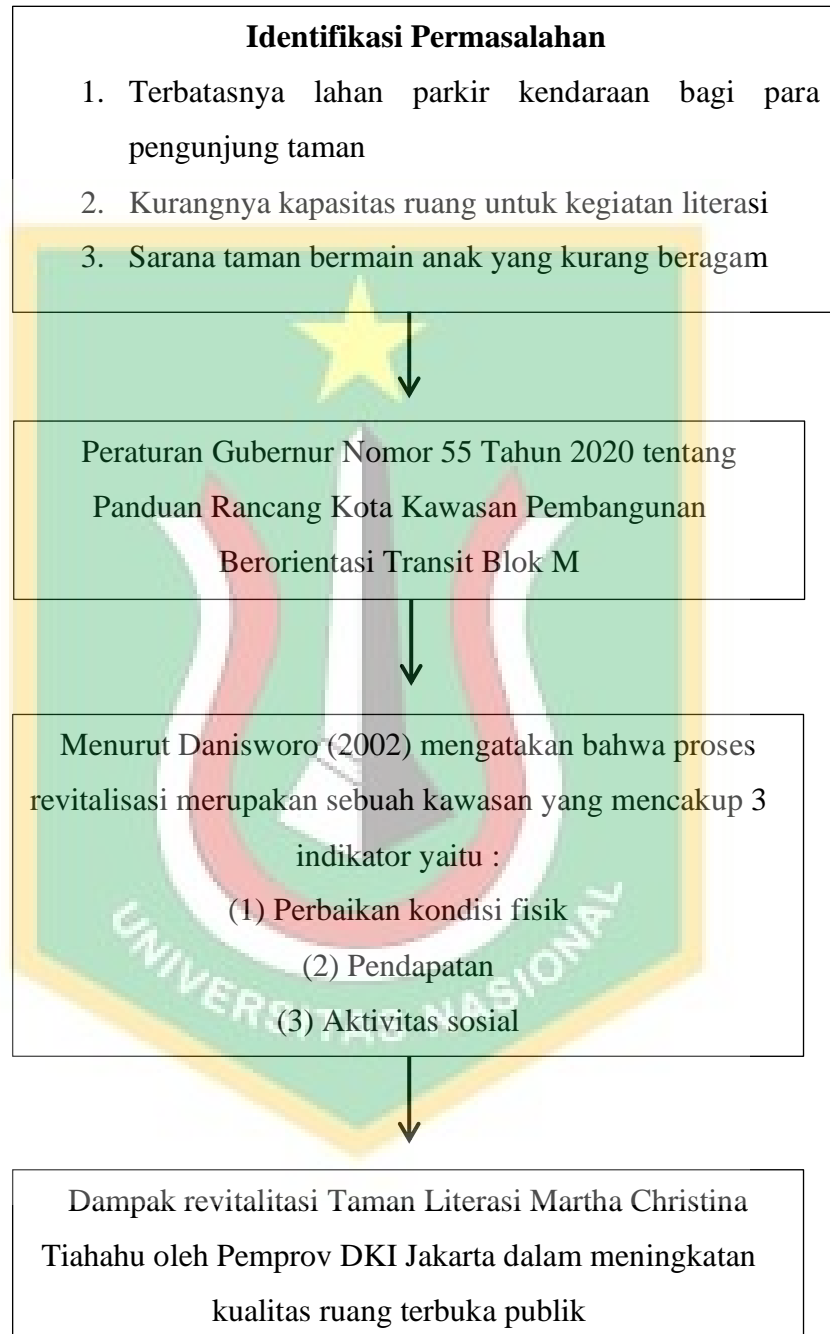 Identifikasi Permasalahan
1. Terbatasnya lahan parkir kendaraan bagi para
pengunjung taman
2. Kurangnya kapasitas ruang untuk kegiatan literasi
3. Sarana taman bermain anak yang kurang beragam
Peraturan Gubernur Nomor 55 Tahun 2020 tentang
Panduan Rancang Kota Kawasan Pembangunan
Berorientasi Transit Blok M
Menurut Danisworo (2002) mengatakan bahwa proses
revitalisasi merupakan sebuah kawasan yang mencakup 3
indikator yaitu :
(1) Perbaikan kondisi fisik
(2) Pendapatan
(3) Aktivitas sosial
UNIVERSITAS NASIONAL
Dampak revitalitasi Taman Literasi Martha Christina
Tiahahu oleh Pemprov DKI Jakarta dalam meningkatan
kualitas ruang terbuka publik